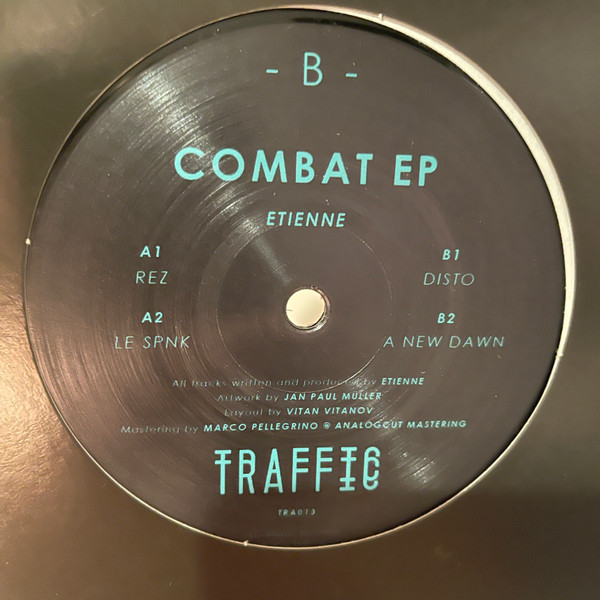 - B -
COMBAT EP
ETIENNE
A1
REZ
A2
LE SPNK
B1
DISTO
B2
A NEW DAWN
All tracks written and produced by ETIENNE
Artwork by JAN PAUL MULLER
Layout by VITAN VITANOV
Mastering by MARCO PELLEGRINO @ ANALOGCUT MASTERING
TRAFFIC
TRA013